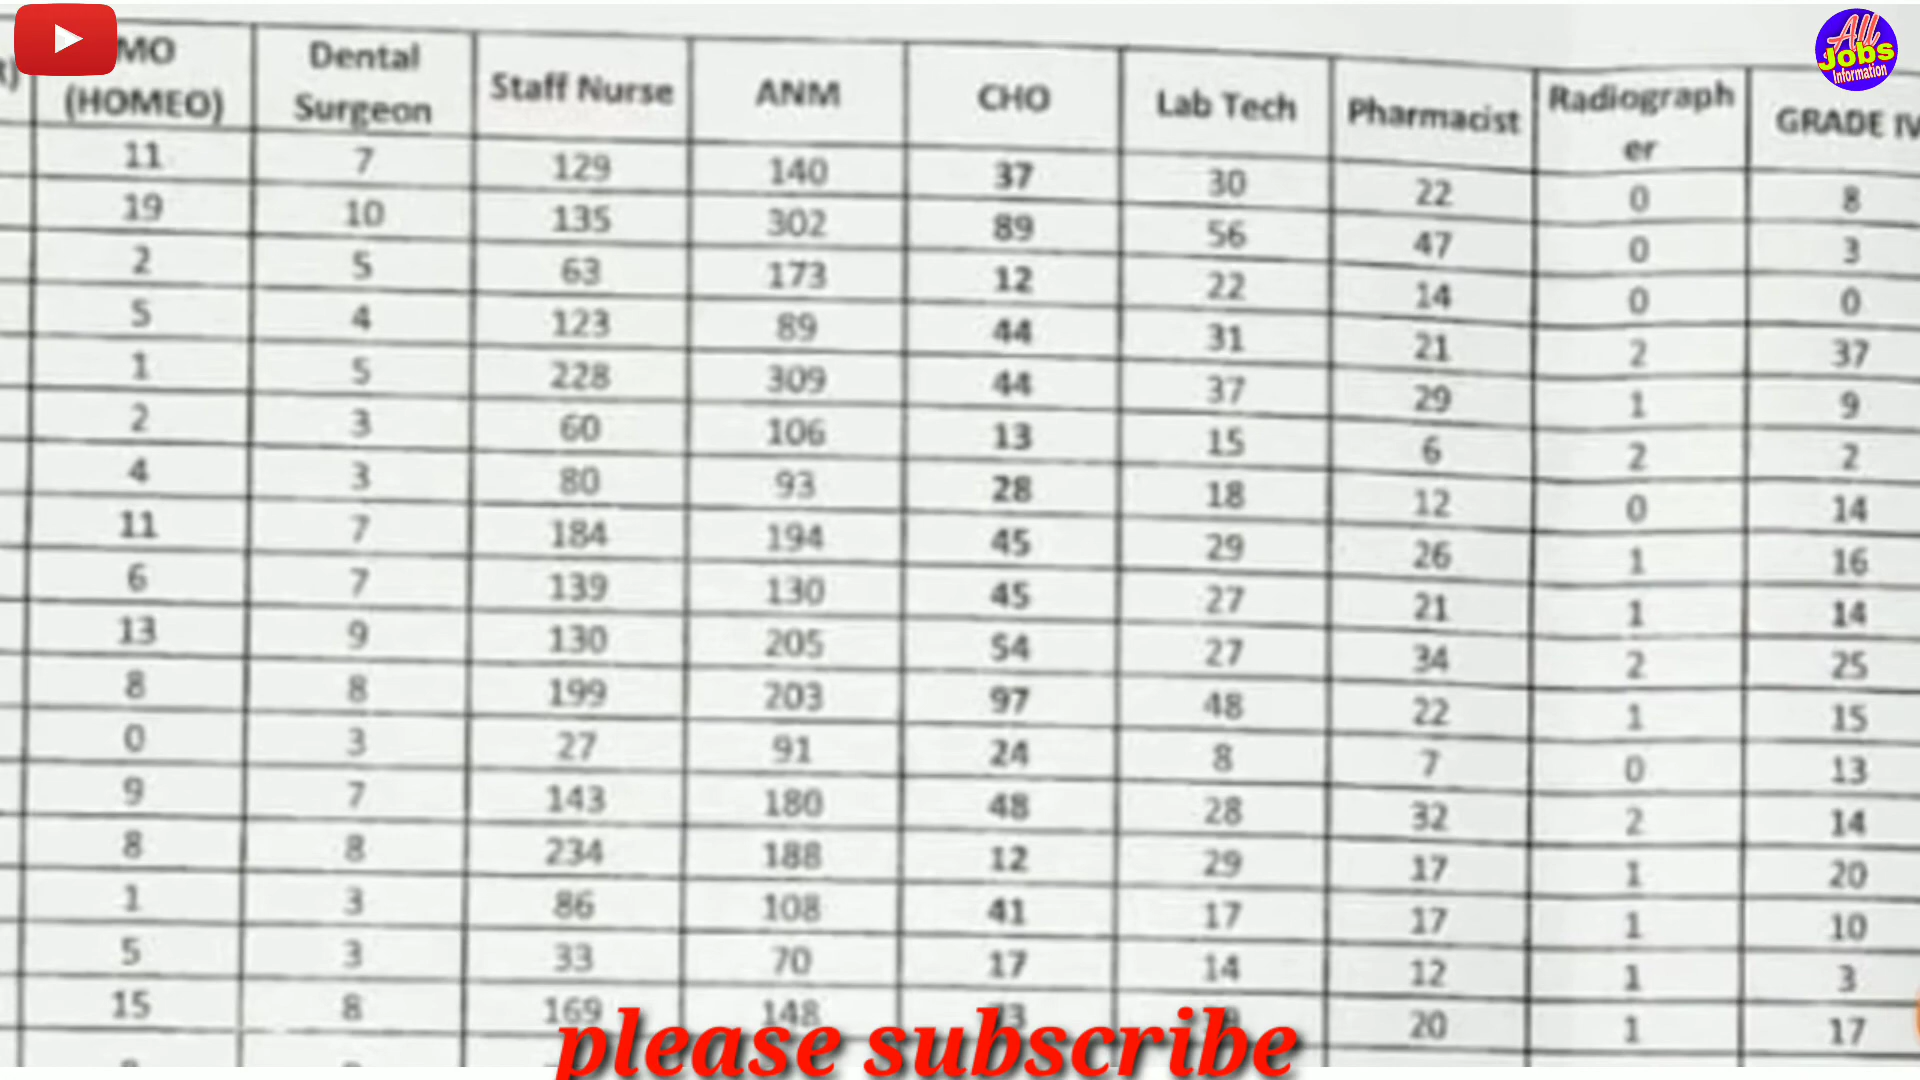 All
Jobs
Information
R) MO (HOMEO) Dental Surgeon Staff Nurse ANM CHO Lab Tech Pharmacist Radiographer GRADE IV
11 7 129 140 37 30 22 0 8
19 10 135 302 89 56 47 0 3
2 5 63 173 12 22 14 0 0
5 4 123 89 44 31 21 2 37
1 5 228 309 44 37 29 1 9
2 3 60 106 13 15 6 2 2
4 3 80 93 28 18 12 0 14
11 7 184 194 45 29 26 1 16
6 7 139 130 45 27 21 1 14
13 9 130 205 54 27 34 2 25
8 8 199 203 97 48 22 1 15
0 3 27 91 24 8 7 0 13
9 7 143 180 48 28 32 2 14
8 8 234 188 12 29 17 1 20
1 3 86 108 41 17 17 1 10
5 3 33 70 17 14 12 1 3
15 8 169 148 20 1 17
please subscribe